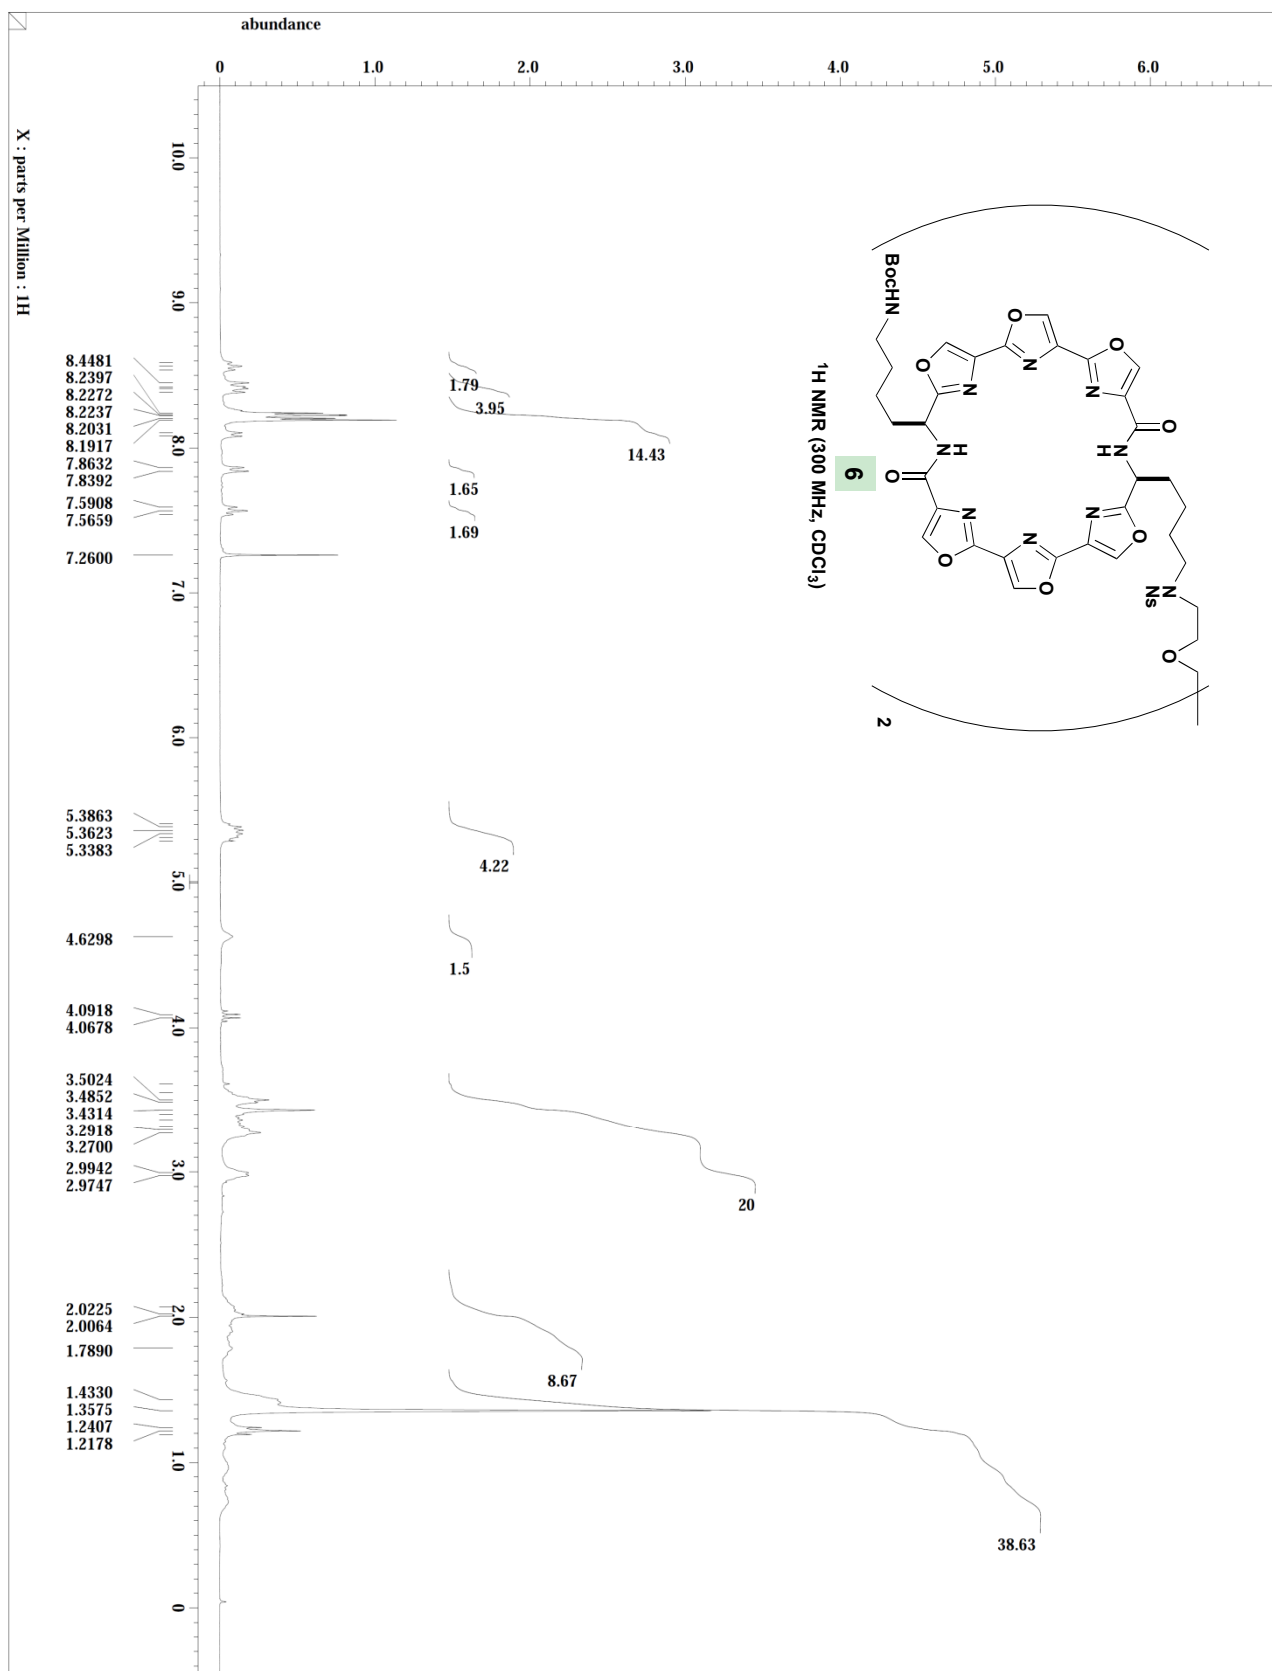 abundance
0 1.0 2.0 3.0 4.0 5.0 6.0
X : parts per Million : 1H
10.0
9.0
8.0
7.0
6.0
5.0
4.0
3.0
2.0
1.0
0
8.4481
8.2397
8.2272
8.2237
8.2031
8.1917
7.8632
7.8392
7.5908
7.5659
7.2600
5.3863
5.3623
5.3383
4.6298
4.0918
4.0678
3.5024
3.4852
3.4314
3.2918
3.2700
2.9942
2.9747
2.0225
2.0064
1.7890
1.4330
1.3575
1.2407
1.2178
1.79
3.95
14.43
1.65
1.69
4.22
1.5
20
8.67
38.63
BocHN
O
N
O
N
O
N
O
N
H
H
N
O
N
O
N
O
N
O
N
Ns
O
2
6
¹H NMR (300 MHz, CDCl₃)